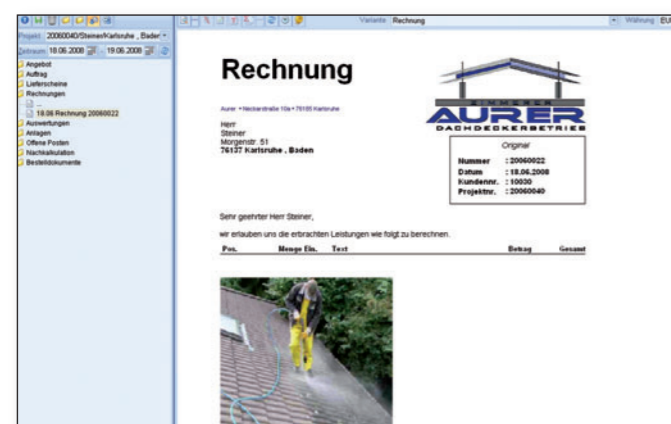 Variante Rechnung Währung EUR
Projekt 20060040/Steiner/Karlsruhe , Baden
Zeitraum 18.06.2008 - 19.06.2008
Angebot
Auftrag
Lieferscheine
Rechnungen
..
18.06 Rechnung 20060022
Auswertungen
Anlagen
Offene Posten
Nachkalkulation
Bestelldokumente
Rechnung
ZIMMEREI
AURER
DACHDECKERBETRIEB
Aurer • Neckarstraße 10a • 76185 Karlsruhe
Herr
Steiner
Morgenstr. 51
76137 Karlsruhe , Baden
Original
Nummer : 20060022
Datum : 18.06.2008
Kundennr. : 10030
Projektnr. : 20060040
Sehr geehrter Herr Steiner,
wir erlauben uns die erbrachten Leistungen wie folgt zu berechnen.
Pos. Menge Ein. Text Betrag Gesamt